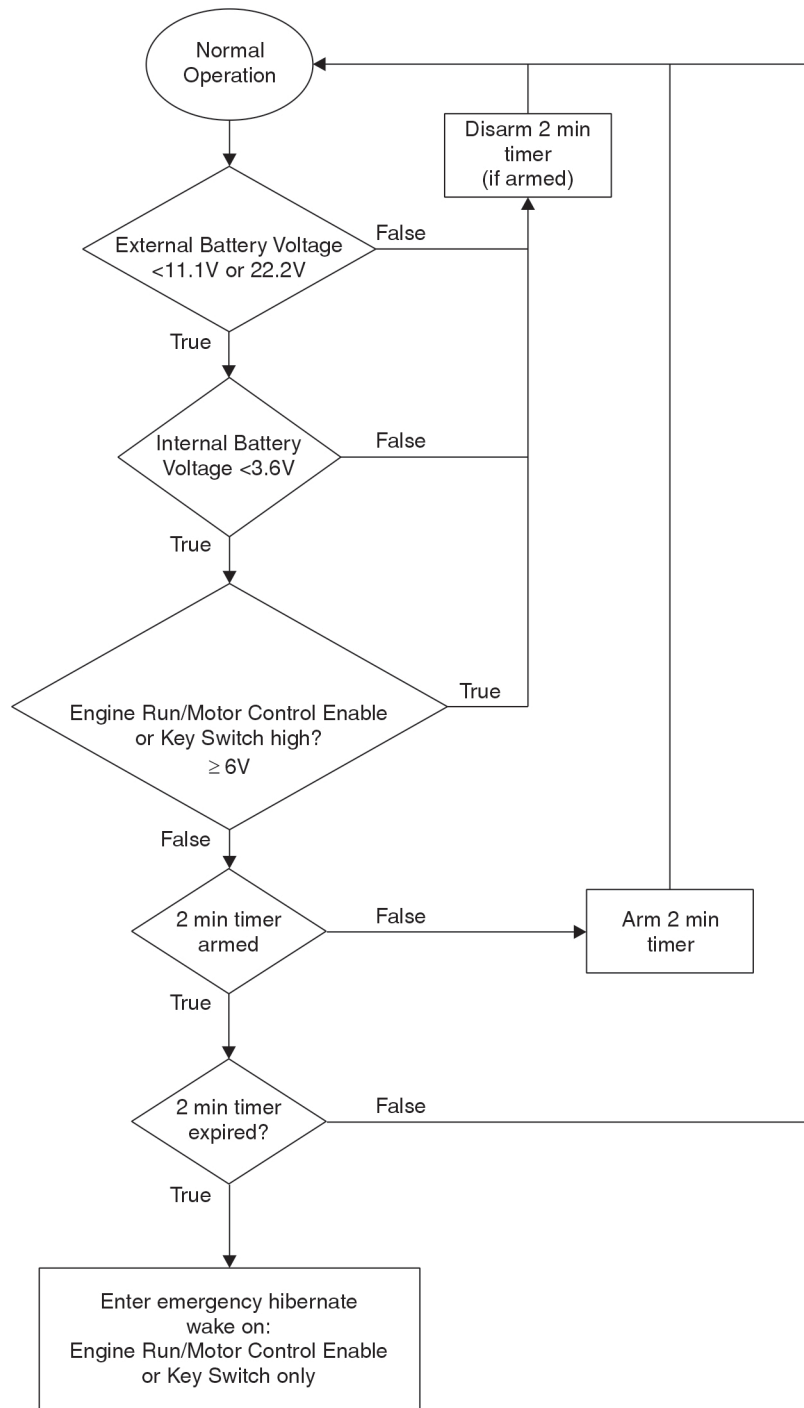 Normal
Operation
Disarm 2 min
timer
(if armed)
External Battery Voltage
<11.1V or 22.2V
False
True
Internal Battery
Voltage <3.6V
False
True
Engine Run/Motor Control Enable
or Key Switch high?
≥ 6V
True
False
2 min timer
armed
False
Arm 2 min
timer
True
2 min timer
expired?
False
True
Enter emergency hibernate
wake on:
Engine Run/Motor Control Enable
or Key Switch only